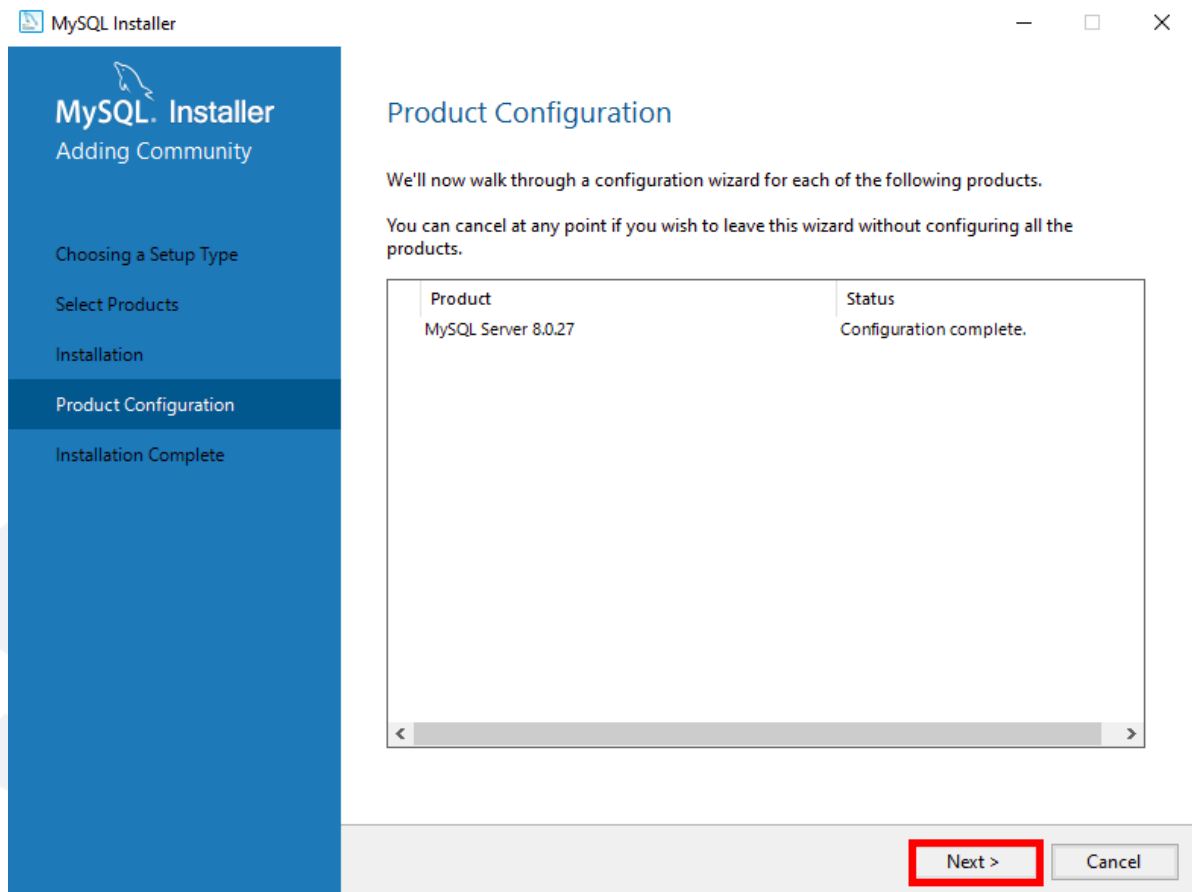 MySQL Installer
MySQL. Installer
Adding Community
Choosing a Setup Type
Select Products
Installation
Product Configuration
Installation Complete
Product Configuration
We'll now walk through a configuration wizard for each of the following products.
You can cancel at any point if you wish to leave this wizard without configuring all the
products.
Product Status
MySQL Server 8.0.27 Configuration complete.
Next > Cancel